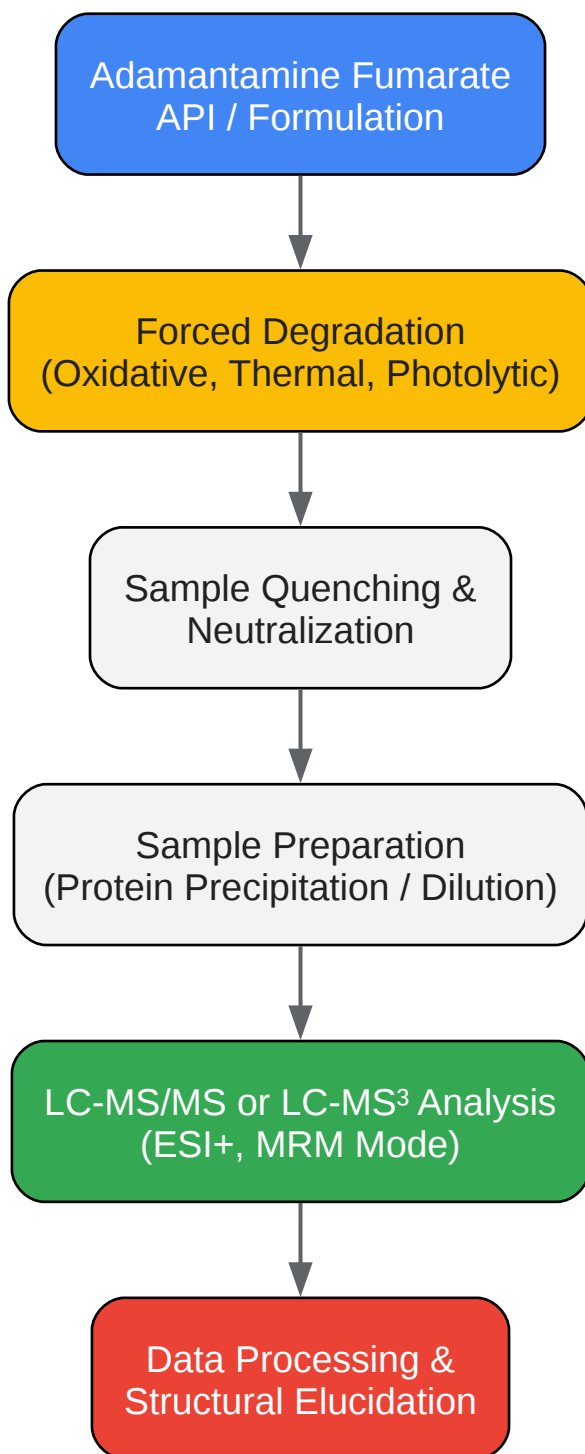 Adamantamine Fumarate
API / Formulation
Forced Degradation
(Oxidative, Thermal, Photolytic)
Sample Quenching &
Neutralization
Sample Preparation
(Protein Precipitation / Dilution)
LC-MS/MS or LC-MS³ Analysis
(ESI+, MRM Mode)
Data Processing &
Structural Elucidation